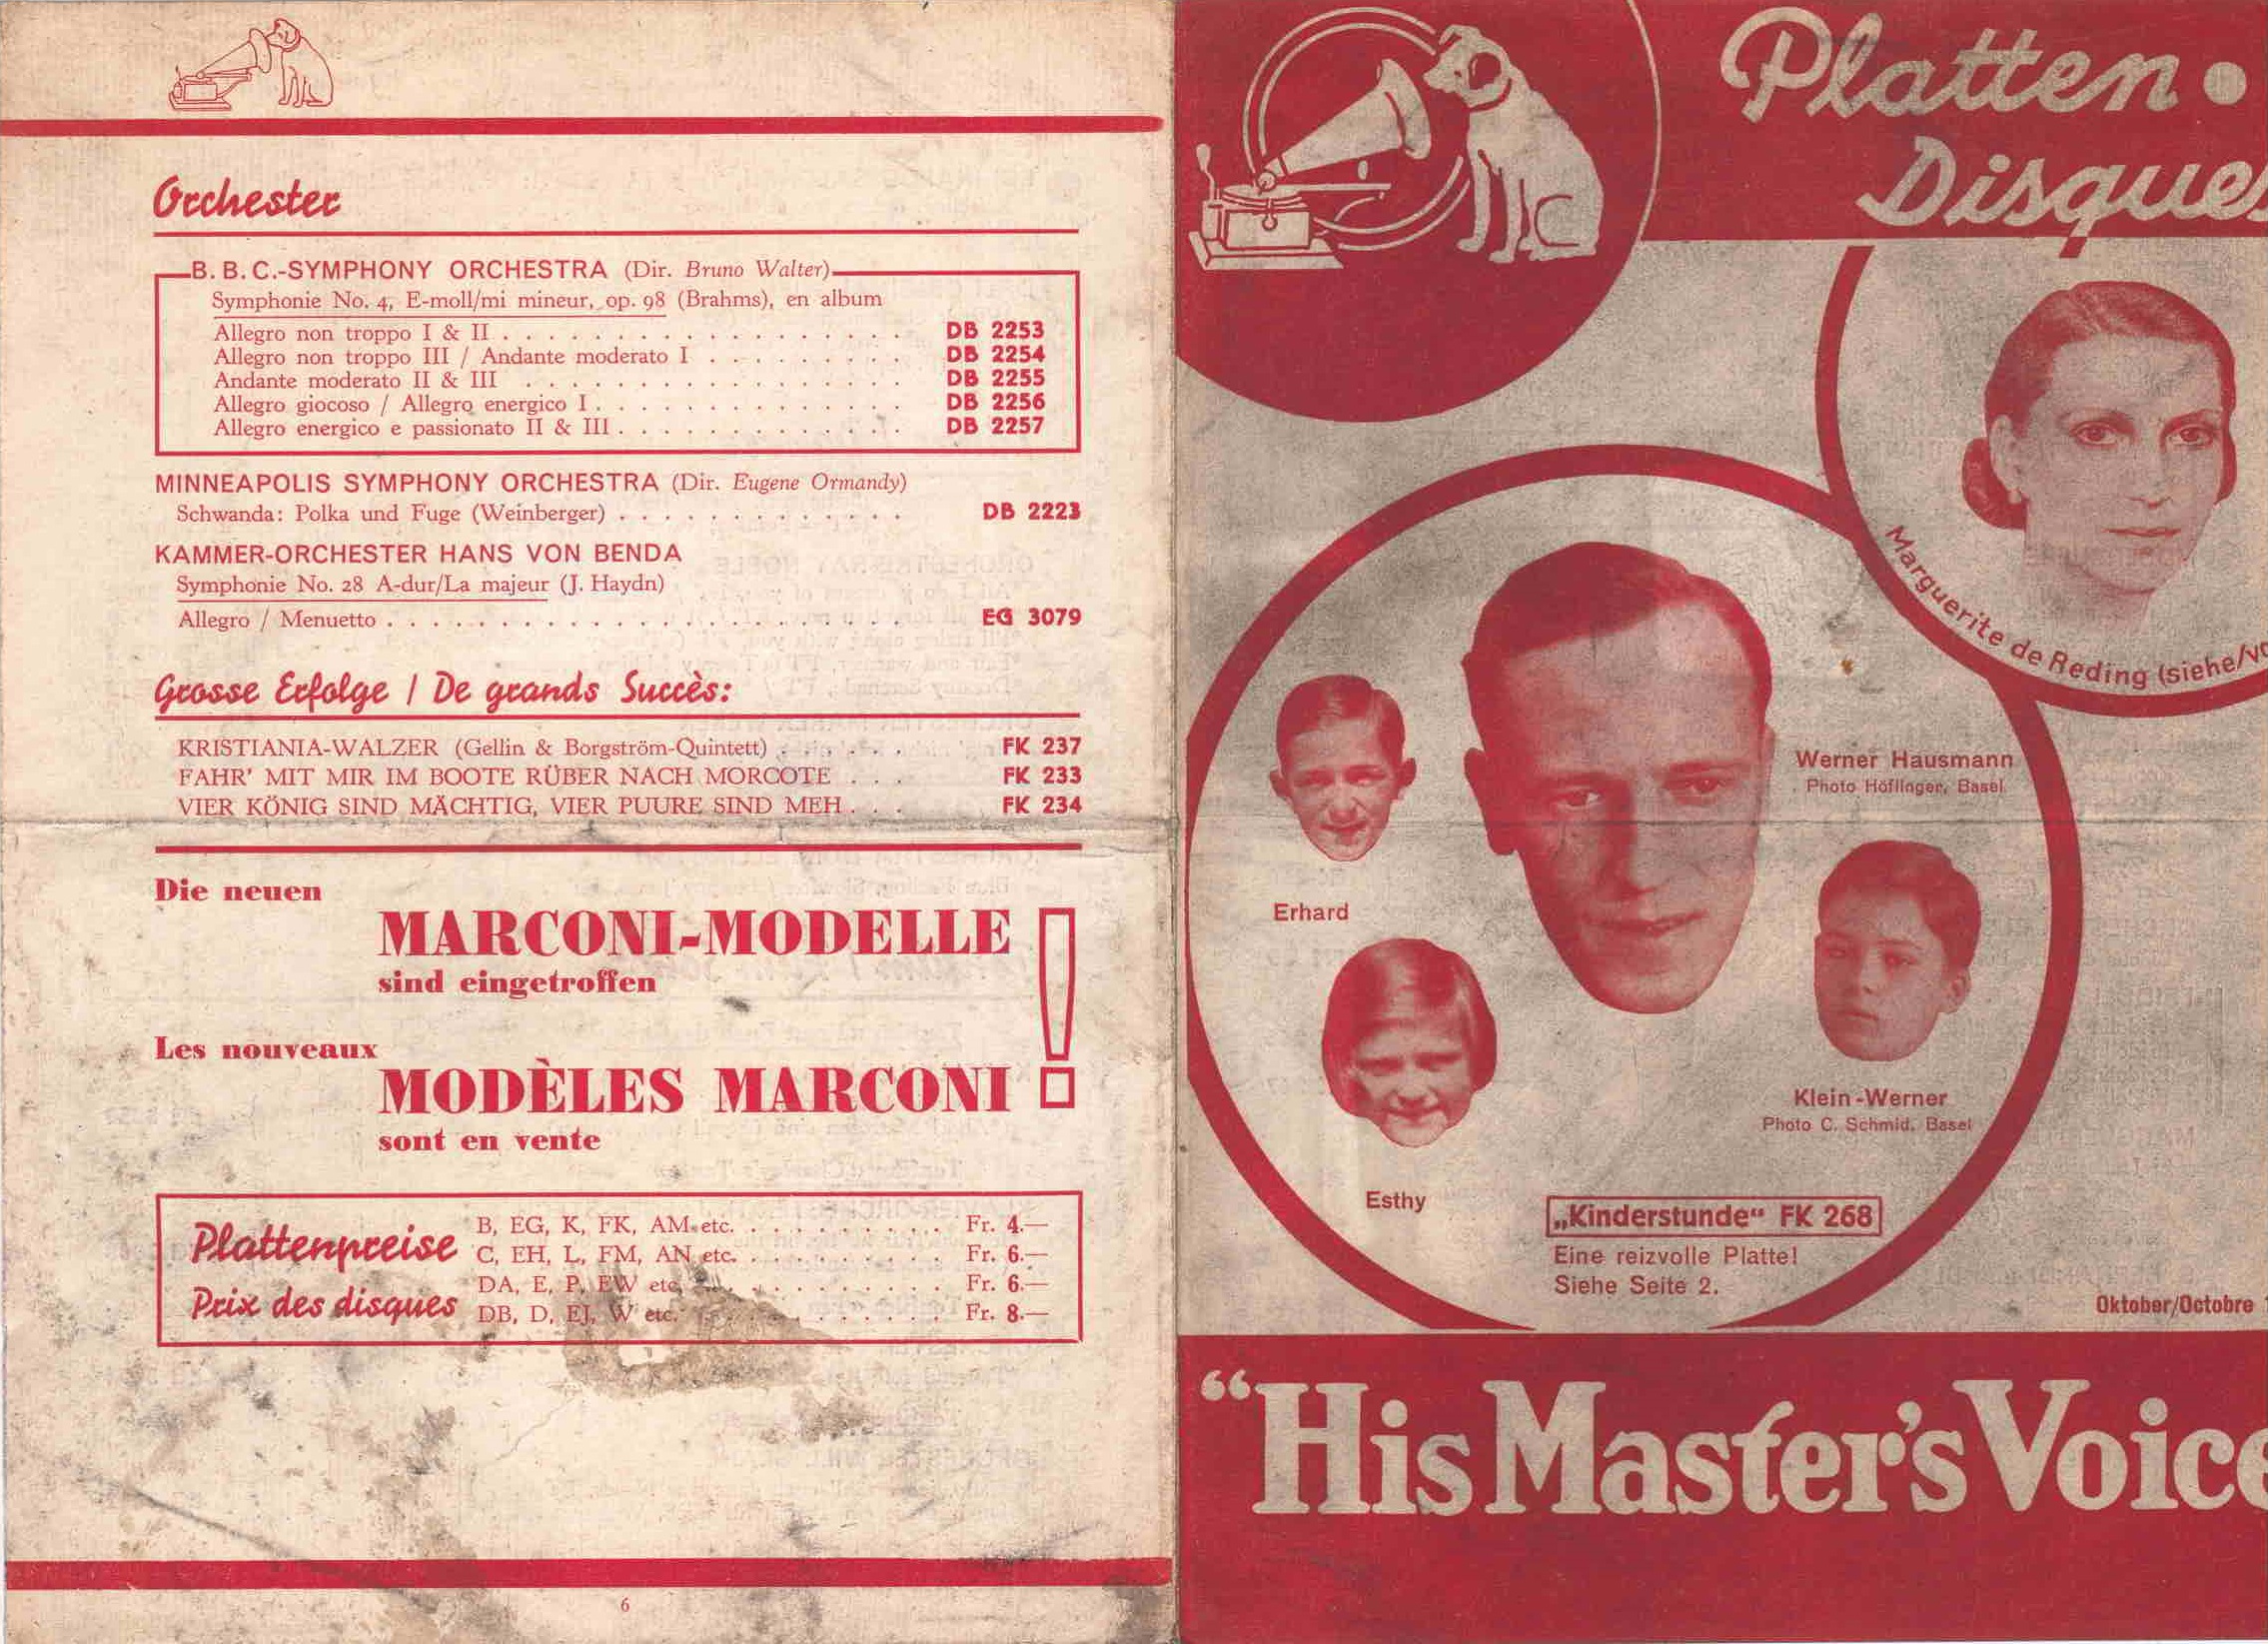 Orchester
B. B. C.-SYMPHONY ORCHESTRA (Dir. Bruno Walter)
Symphonie No. 4, E-moll/mi mineur, op. 98 (Brahms), en album
Allegro non troppo I & II . . . . . . . . . . . . . . . . . . DB 2253
Allegro non troppo III / Andante moderato I . . . . . . . . . DB 2254
Andante moderato II & III . . . . . . . . . . . . . . . . . DB 2255
Allegro giocoso / Allegro energico I . . . . . . . . . . . . . . DB 2256
Allegro energico e passionato II & III . . . . . . . . . . . . . DB 2257
MINNEAPOLIS SYMPHONY ORCHESTRA (Dir. Eugene Ormandy)
Schwanda: Polka und Fuge (Weinberger) . . . . . . . . . . . . . DB 2223
KAMMER-ORCHESTER HANS VON BENDA
Symphonie No. 28 A-dur/La majeur (J. Haydn)
Allegro / Menuetto . . . . . . . . . . . . . . . . . . . . . . . EG 3079
Grosse Erfolge / De grands Succès:
KRISTIANIA-WALZER (Gellin & Borgström-Quintett) . . . . . . FK 237
FAHR' MIT MIR IM BOOTE RÜBER NACH MORCOTE . . . FK 233
VIER KÖNIG SIND MÄCHTIG, VIER PUURE SIND MEH . . . FK 234
Die neuen
MARCONI-MODELLE
sind eingetroffen
Les nouveaux
MODÈLES MARCONI !
sont en vente
Plattenpreise
Prix des disques
B, EG, K, FK, AM etc. . . . . . . . . . . Fr. 4.—
C, EH, L, FM, AN etc. . . . . . . . . . . Fr. 6.—
DA, E, P, EW etc. . . . . . . . . . . Fr. 6.—
DB, D, EJ, W etc. . . . . . . . . . . Fr. 8.—
6
Platten •
Disques
Marguerite de Reding (siehe/vo
Werner Hausmann
Photo Höflinger, Basel
Erhard
Klein-Werner
Photo C. Schmid, Basel
Esthy
„Kinderstunde“ FK 268
Eine reizvolle Platte!
Siehe Seite 2.
Oktober/Octobre
“His Master's Voice